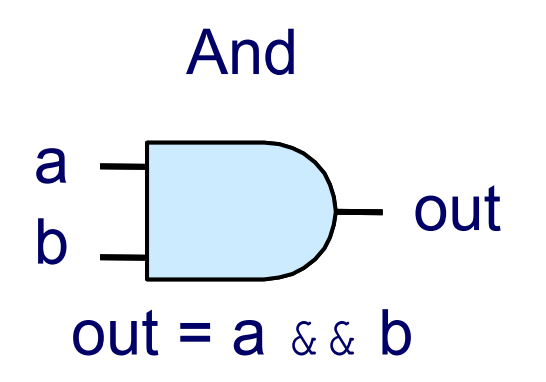 And
a
b
out
out = a && b